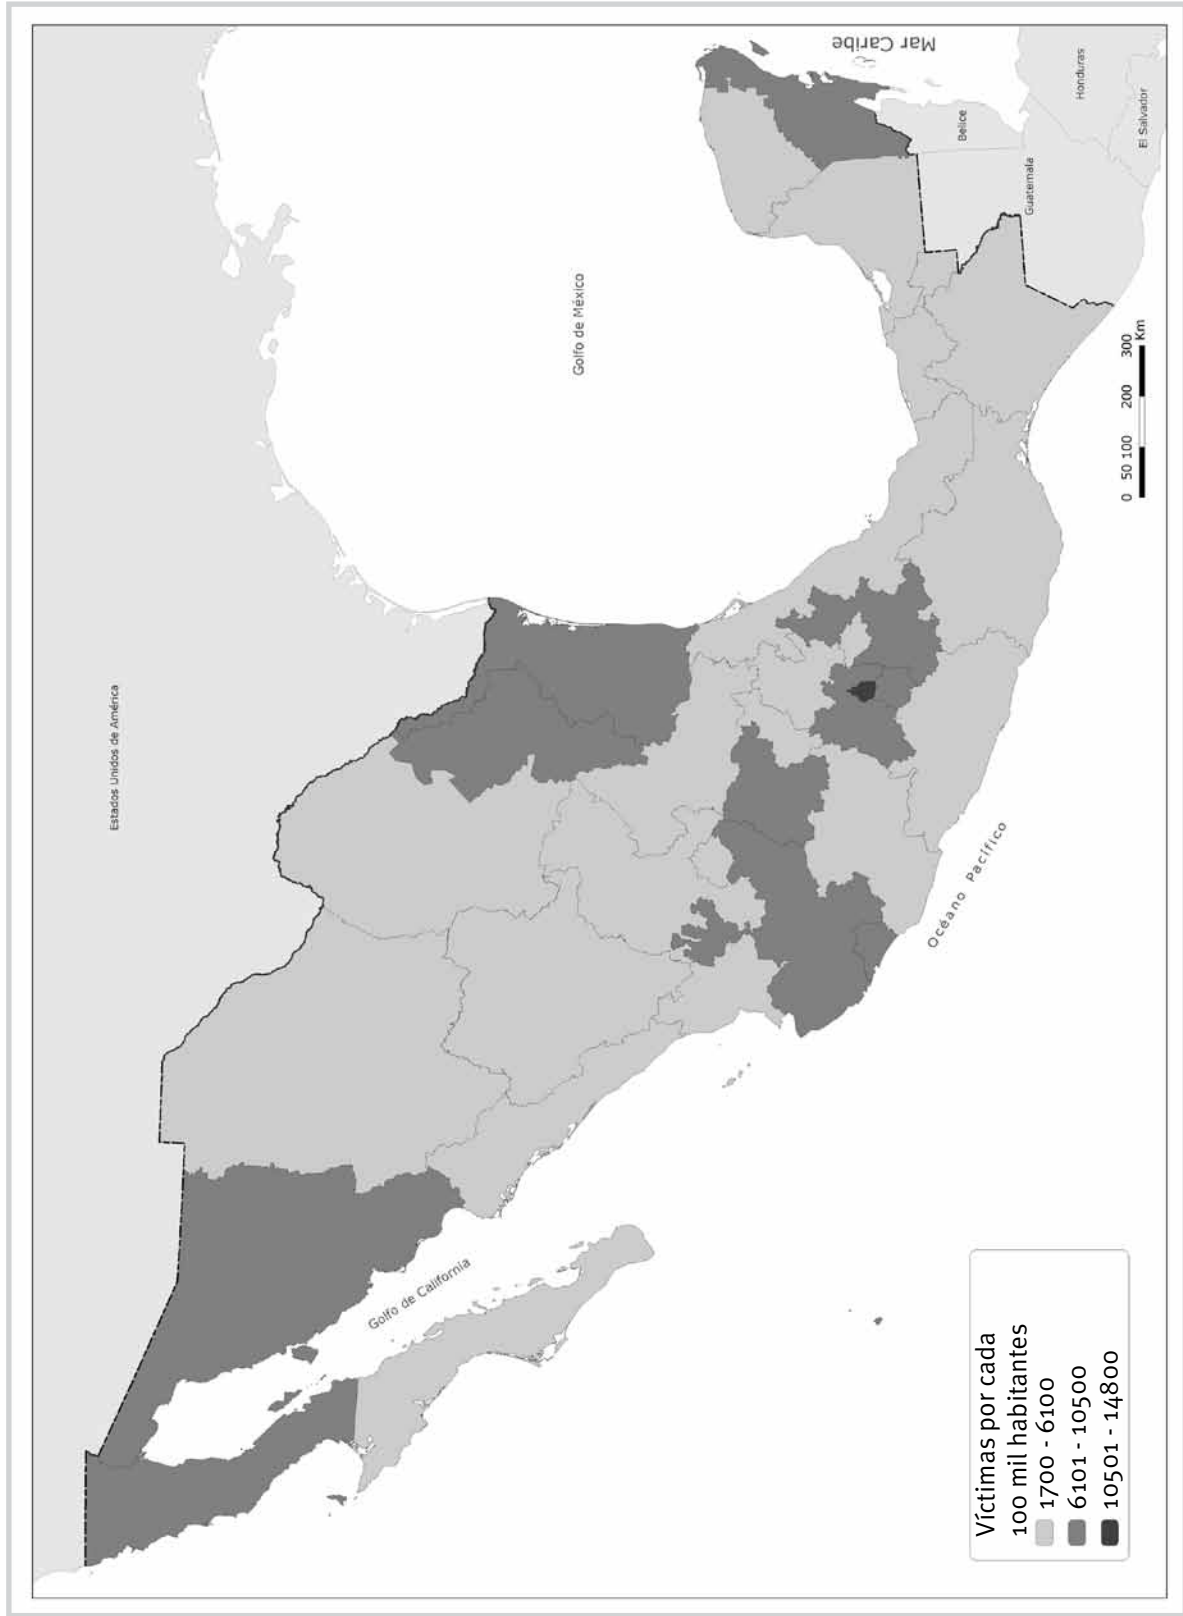 Estados Unidos de América
Golfo de México
Mar Caribe
Belice
Guatemala
Honduras
El Salvador
Golfo de California
Océano Pacífico
0 50 100 200 300
Km
Víctimas por cada
100 mil habitantes
1700 - 6100
6101 - 10500
10501 - 14800